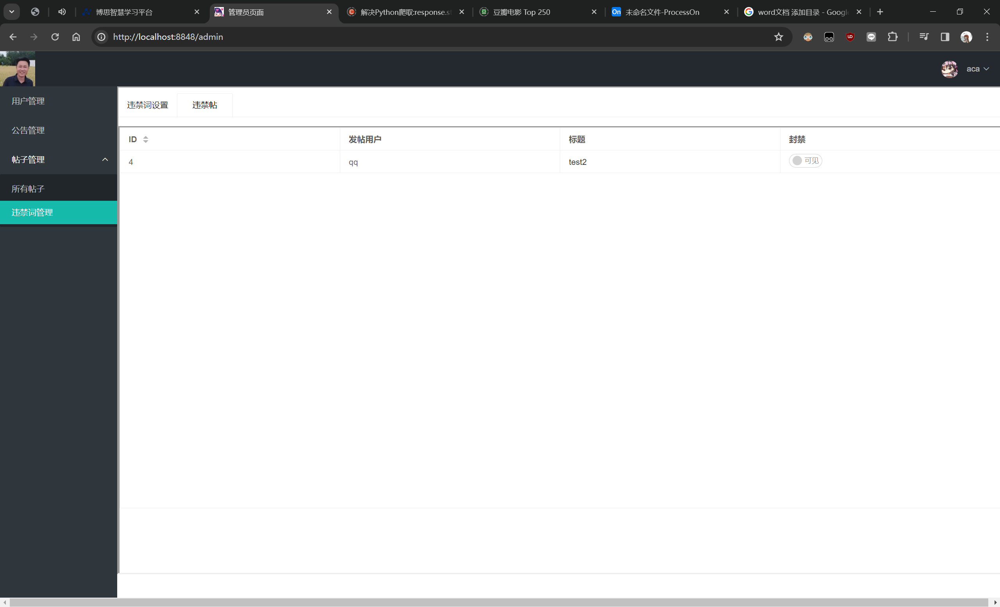 博思智慧学习平台
管理员页面
解决Python爬取:response.st
豆瓣电影 Top 250
On 未命名文件-ProcessOn
word文档 添加目录 - Googl
http://localhost:8848/admin
aca
用户管理
公告管理
帖子管理
所有帖子
违禁词管理
违禁词设置 违禁帖
ID 发帖用户 标题 封禁
4 qq test2 可见